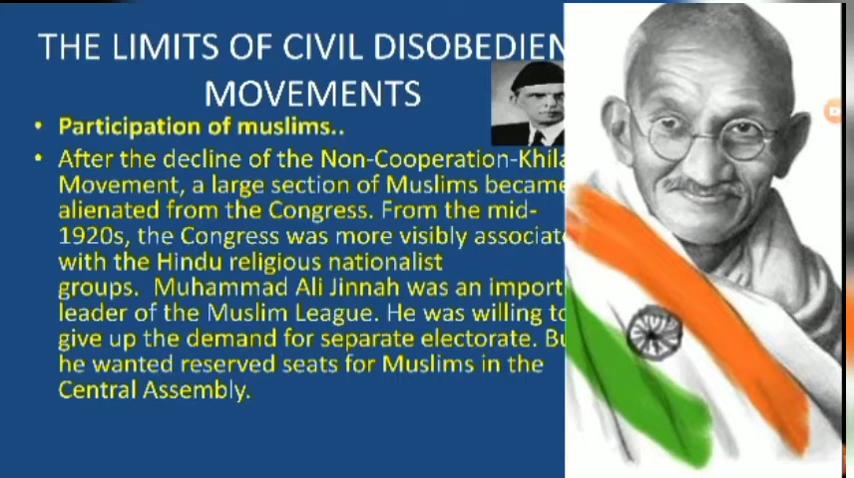 THE LIMITS OF CIVIL DISOBEDIEN
MOVEMENTS
• Participation of muslims..
• After the decline of the Non-Cooperation-Khila
Movement, a large section of Muslims became
alienated from the Congress. From the mid-
1920s, the Congress was more visibly associat
with the Hindu religious nationalist
groups. Muhammad Ali Jinnah was an import
leader of the Muslim League. He was willing to
give up the demand for separate electorate. Bu
he wanted reserved seats for Muslims in the
Central Assembly.